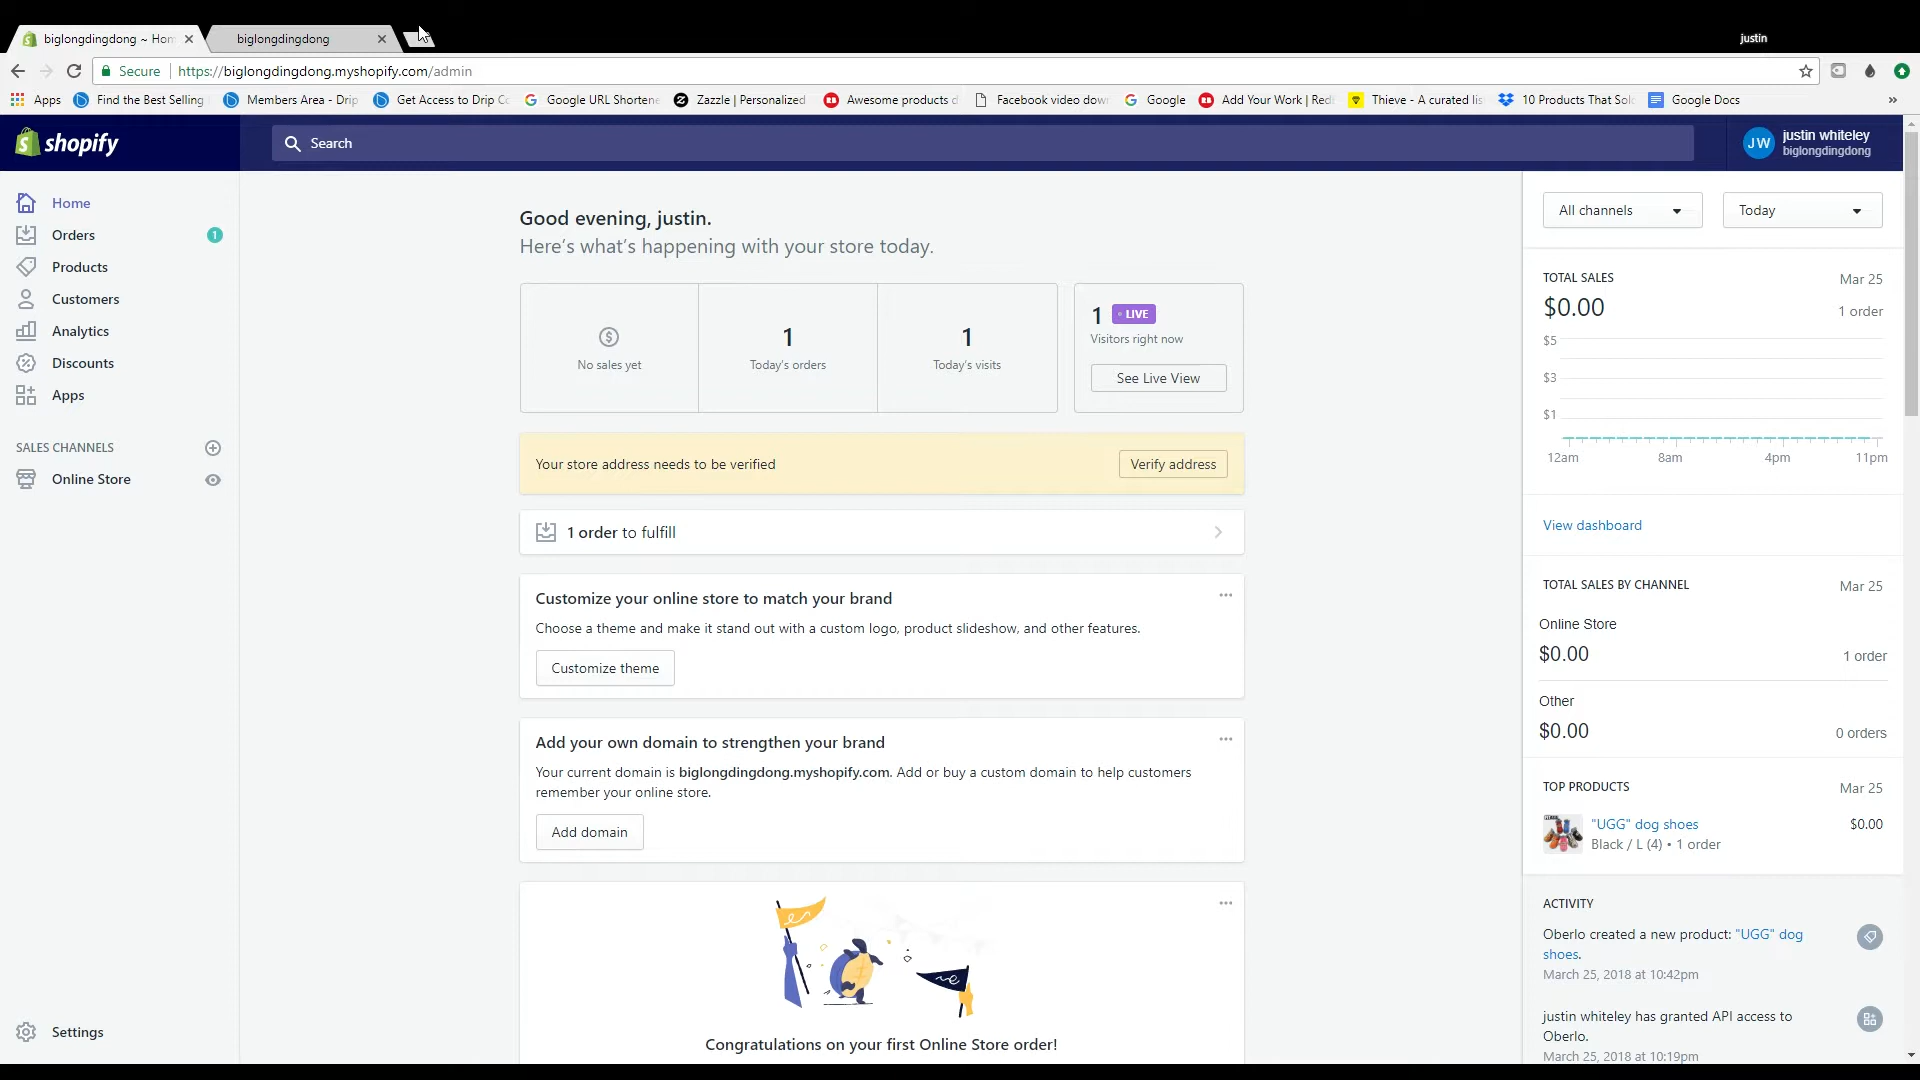 biglongdingdong ~ Hom
biglongdingdong
justin
Secure
https://biglongdingdong.myshopify.com/admin
Apps
Find the Best Selling
Members Area - Drip
Get Access to Drip Co
Google URL Shortene
Zazzle | Personalized
Awesome products
Facebook video down
Google
Add Your Work | Red
Thieve - A curated lis
10 Products That Sol
Google Docs
»
shopify
Search
JW
justin whiteley
biglongdingdong
Home
Orders
1
Products
Customers
Analytics
Discounts
Apps
SALES CHANNELS
Online Store
Settings
Good evening, justin.
Here's what's happening with your store today.
No sales yet
1
Today's orders
1
Today's visits
1 LIVE
Visitors right now
See Live View
Your store address needs to be verified
Verify address
1 order to fulfill
Customize your online store to match your brand
Choose a theme and make it stand out with a custom logo, product slideshow, and other features.
Customize theme
Add your own domain to strengthen your brand
Your current domain is biglongdingdong.myshopify.com. Add or buy a custom domain to help customers
remember your online store.
Add domain
Congratulations on your first Online Store order!
All channels
Today
TOTAL SALES
Mar 25
$0.00
1 order
$5
$3
$1
12am
8am
4pm
11pm
View dashboard
TOTAL SALES BY CHANNEL
Mar 25
Online Store
$0.00
1 order
Other
$0.00
0 orders
TOP PRODUCTS
Mar 25
"UGG" dog shoes
$0.00
Black / L (4) • 1 order
ACTIVITY
Oberlo created a new product: "UGG" dog
shoes.
March 25, 2018 at 10:42pm
justin whiteley has granted API access to
Oberlo.
March 25, 2018 at 10:19pm